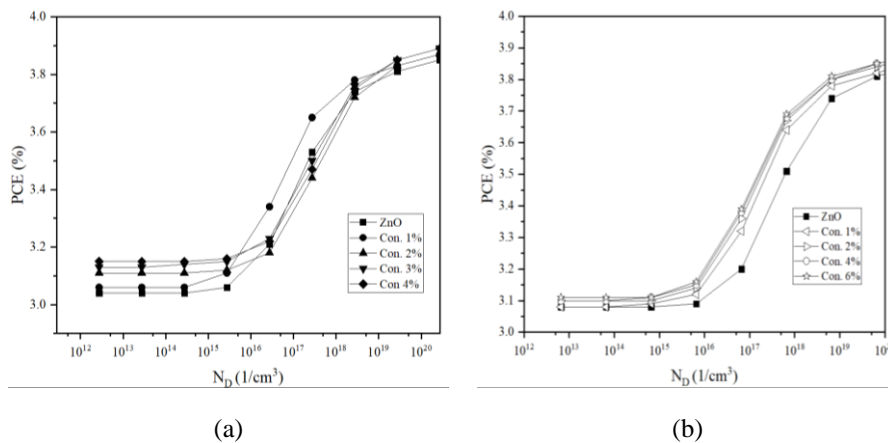 4.0
3.8
3.6
3.4
3.2
3.0
PCE (%)
ZnO
Con. 1%
Con. 2%
Con. 3%
Con 4%
10¹² 10¹³ 10¹⁴ 10¹⁵ 10¹⁶ 10¹⁷ 10¹⁸ 10¹⁹ 10²⁰
N_D (1/cm³)
(a)
4.0
3.9
3.8
3.7
3.6
3.5
3.4
3.3
3.2
3.1
3.0
PCE (%)
ZnO
Con. 1%
Con. 2%
Con. 4%
Con. 6%
10¹² 10¹³ 10¹⁴ 10¹⁵ 10¹⁶ 10¹⁷ 10¹⁸ 10¹⁹
N_D (1/cm³)
(b)